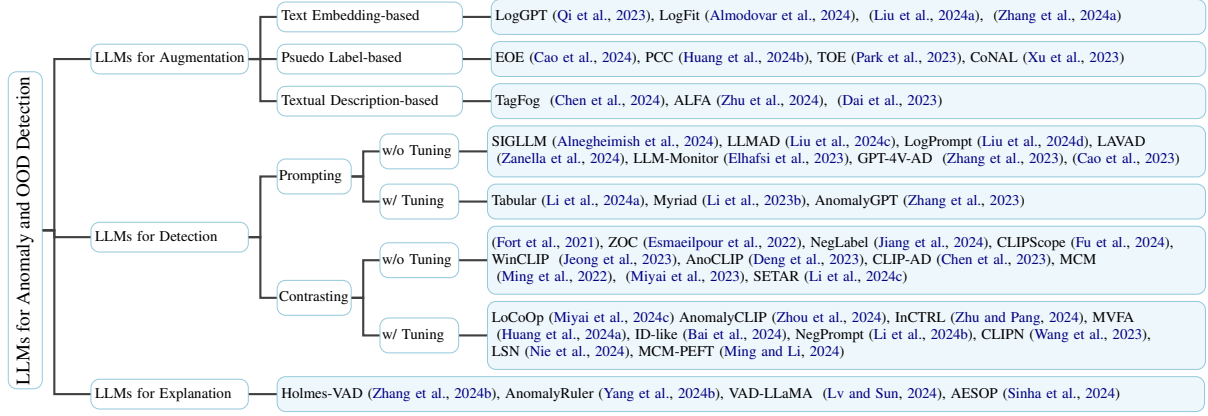 LLMs for Anomaly and OOD Detection
LLMs for Augmentation
Text Embedding-based
LogGPT (Qi et al., 2023), LogFit (Almodovar et al., 2024), (Liu et al., 2024a), (Zhang et al., 2024a)
Psuedo Label-based
EOE (Cao et al., 2024), PCC (Huang et al., 2024b), TOE (Park et al., 2023), CoNAL (Xu et al., 2023)
Textual Description-based
TagFog (Chen et al., 2024), ALFA (Zhu et al., 2024), (Dai et al., 2023)
LLMs for Detection
Prompting
w/o Tuning
SIGLLM (Alnegheimish et al., 2024), LLMAD (Liu et al., 2024c), LogPrompt (Liu et al., 2024d), LAVAD
(Zanella et al., 2024), LLM-Monitor (Elhafsi et al., 2023), GPT-4V-AD (Zhang et al., 2023), (Cao et al., 2023)
w/ Tuning
Tabular (Li et al., 2024a), Myriad (Li et al., 2023b), AnomalyGPT (Zhang et al., 2023)
Contrasting
w/o Tuning
(Fort et al., 2021), ZOC (Esmaeilpour et al., 2022), NegLabel (Jiang et al., 2024), CLIPScope (Fu et al., 2024),
WinCLIP (Jeong et al., 2023), AnoCLIP (Deng et al., 2023), CLIP-AD (Chen et al., 2023), MCM
(Ming et al., 2022), (Miyai et al., 2023), SETAR (Li et al., 2024c)
w/ Tuning
LoCoOp (Miyai et al., 2024c) AnomalyCLIP (Zhou et al., 2024), InCTRL (Zhu and Pang, 2024), MVFA
(Huang et al., 2024a), ID-like (Bai et al., 2024), NegPrompt (Li et al., 2024b), CLIPN (Wang et al., 2023),
LSN (Nie et al., 2024), MCM-PEFT (Ming and Li, 2024)
LLMs for Explanation
Holmes-VAD (Zhang et al., 2024b), AnomalyRuler (Yang et al., 2024b), VAD-LLaMA (Lv and Sun, 2024), AESOP (Sinha et al., 2024)